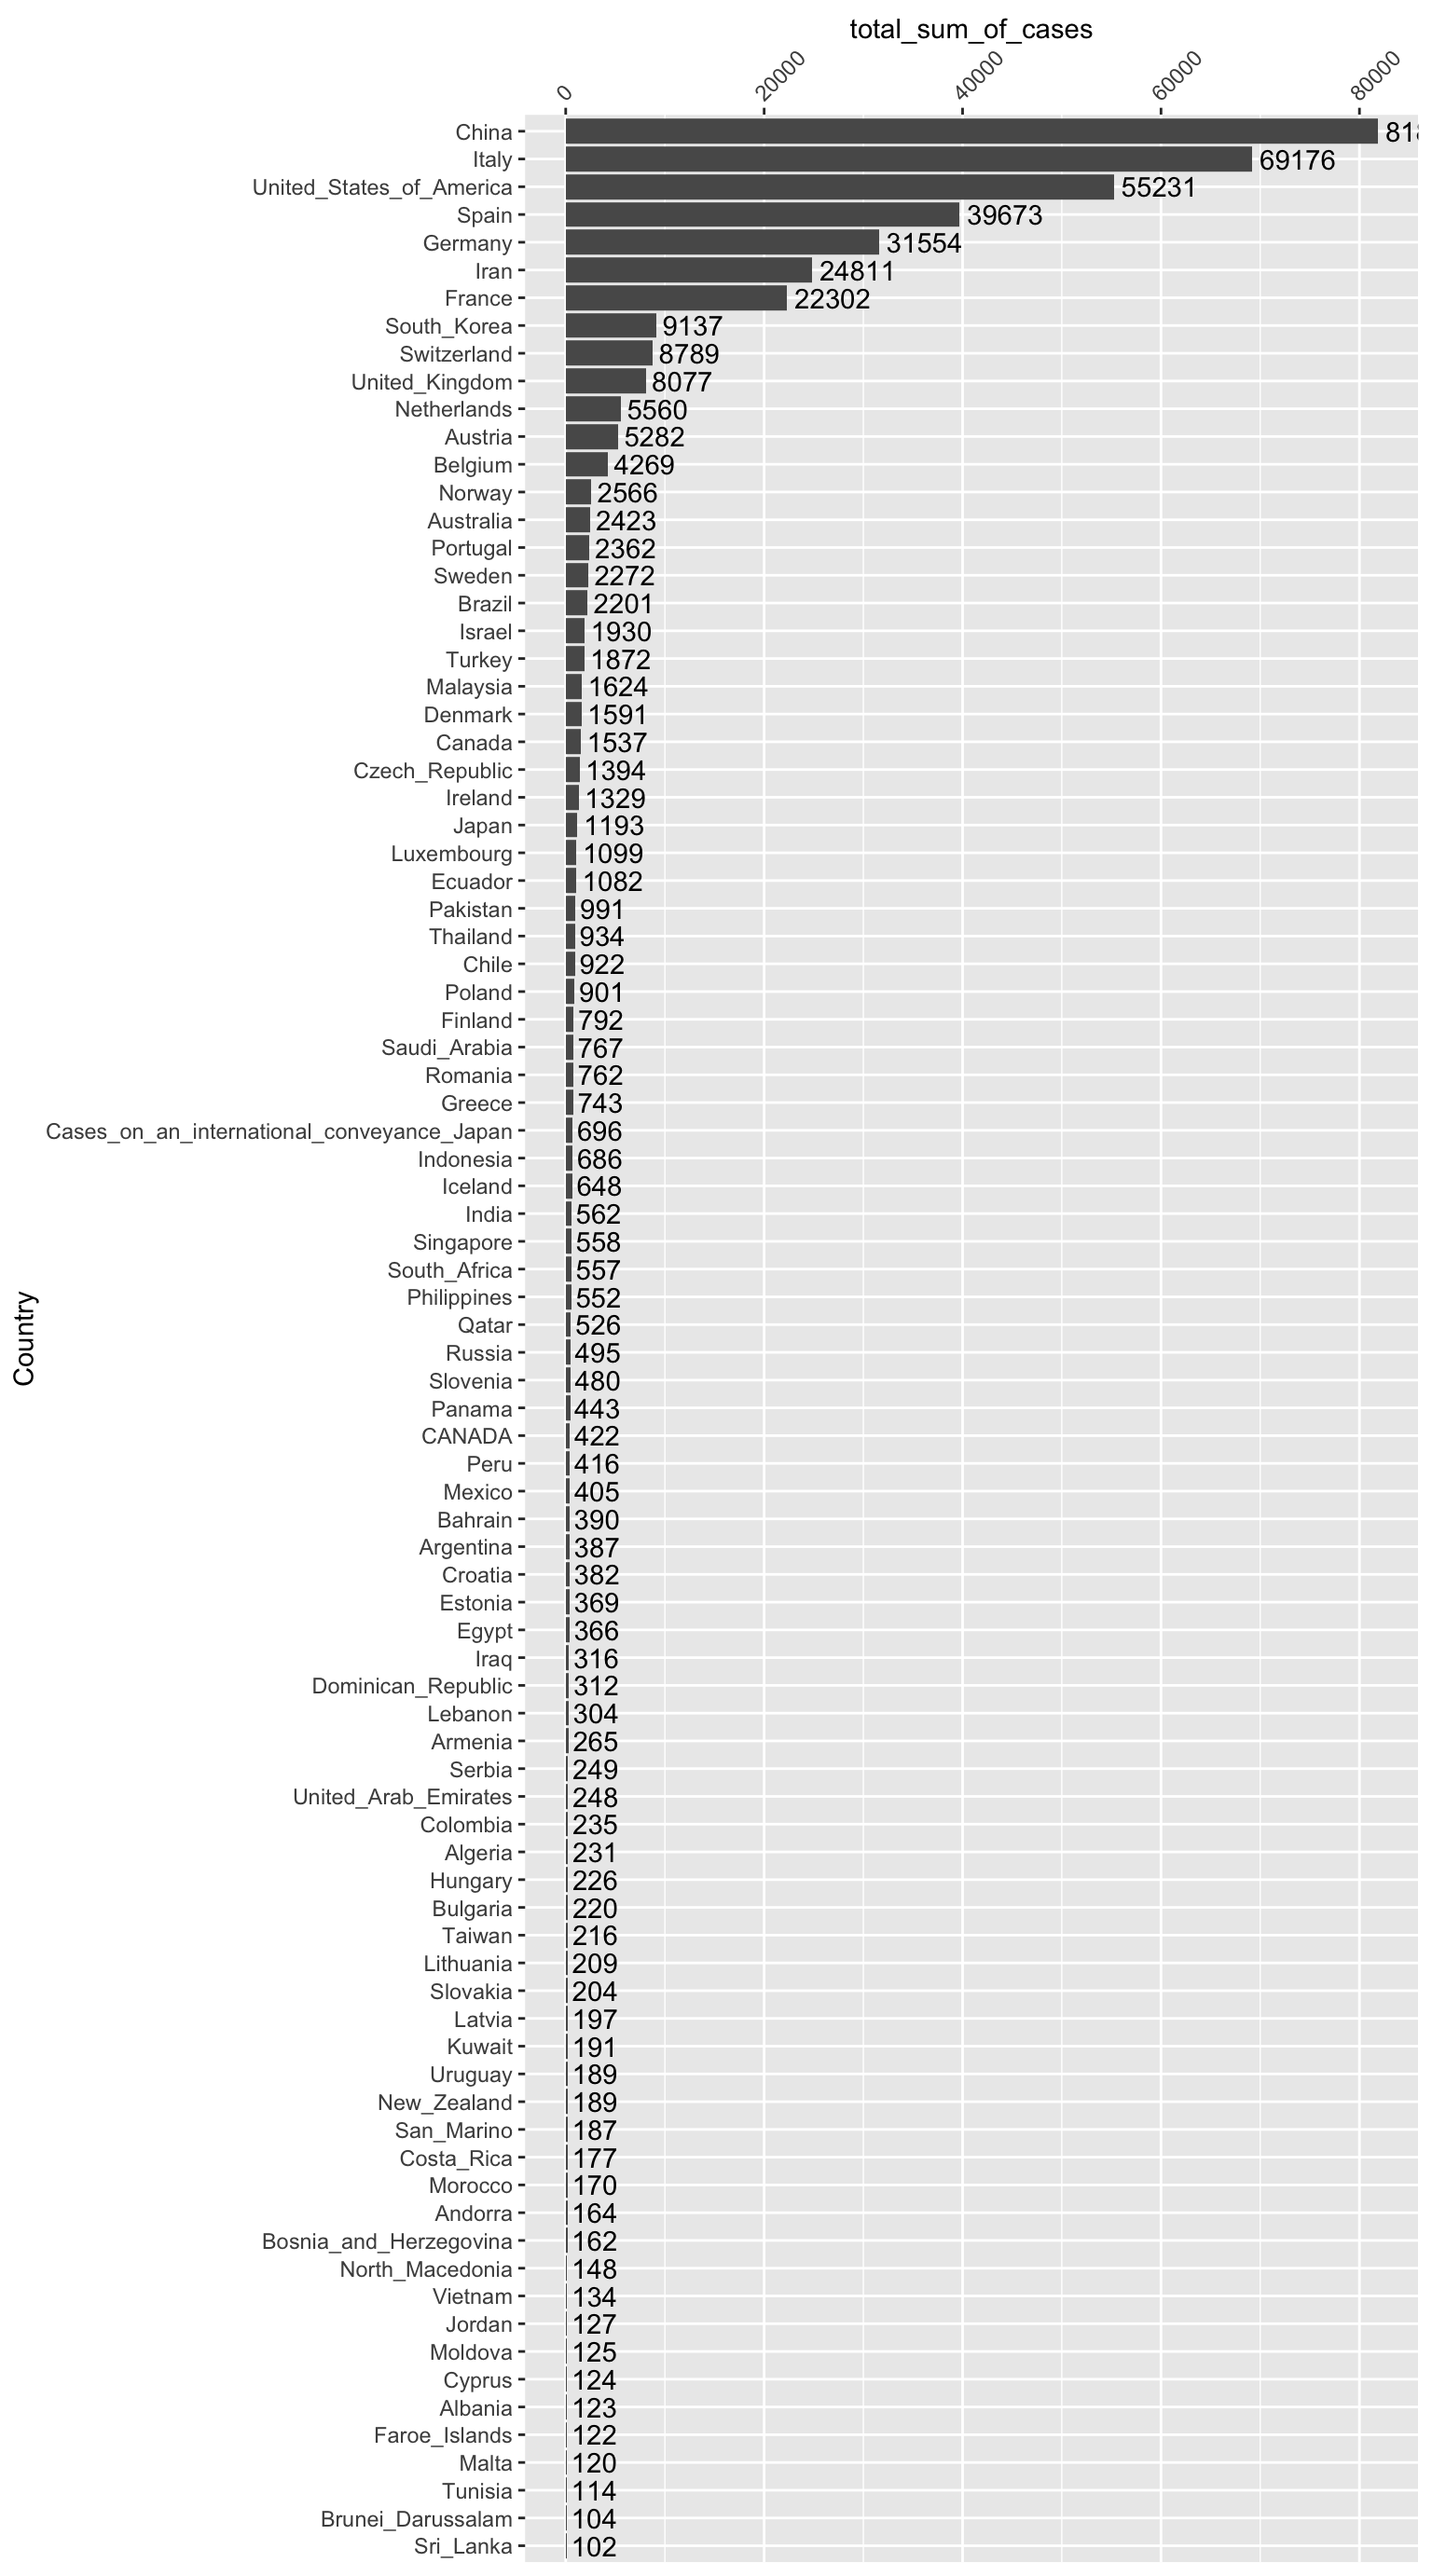 total_sum_of_cases
0 20000 40000 60000 80000
Country
China
Italy 69176
United_States_of_America 55231
Spain 39673
Germany 31554
Iran 24811
France 22302
South_Korea 9137
Switzerland 8789
United_Kingdom 8077
Netherlands 5560
Austria 5282
Belgium 4269
Norway 2566
Australia 2423
Portugal 2362
Sweden 2272
Brazil 2201
Israel 1930
Turkey 1872
Malaysia 1624
Denmark 1591
Canada 1537
Czech_Republic 1394
Ireland 1329
Japan 1193
Luxembourg 1099
Ecuador 1082
Pakistan 991
Thailand 934
Chile 922
Poland 901
Finland 792
Saudi_Arabia 767
Romania 762
Greece 743
Cases_on_an_international_conveyance_Japan 696
Indonesia 686
Iceland 648
India 562
Singapore 558
South_Africa 557
Philippines 552
Qatar 526
Russia 495
Slovenia 480
Panama 443
CANADA 422
Peru 416
Mexico 405
Bahrain 390
Argentina 387
Croatia 382
Estonia 369
Egypt 366
Iraq 316
Dominican_Republic 312
Lebanon 304
Armenia 265
Serbia 249
United_Arab_Emirates 248
Colombia 235
Algeria 231
Hungary 226
Bulgaria 220
Taiwan 216
Lithuania 209
Slovakia 204
Latvia 197
Kuwait 191
Uruguay 189
New_Zealand 189
San_Marino 187
Costa_Rica 177
Morocco 170
Andorra 164
Bosnia_and_Herzegovina 162
North_Macedonia 148
Vietnam 134
Jordan 127
Moldova 125
Cyprus 124
Albania 123
Faroe_Islands 122
Malta 120
Tunisia 114
Brunei_Darussalam 104
Sri_Lanka 102